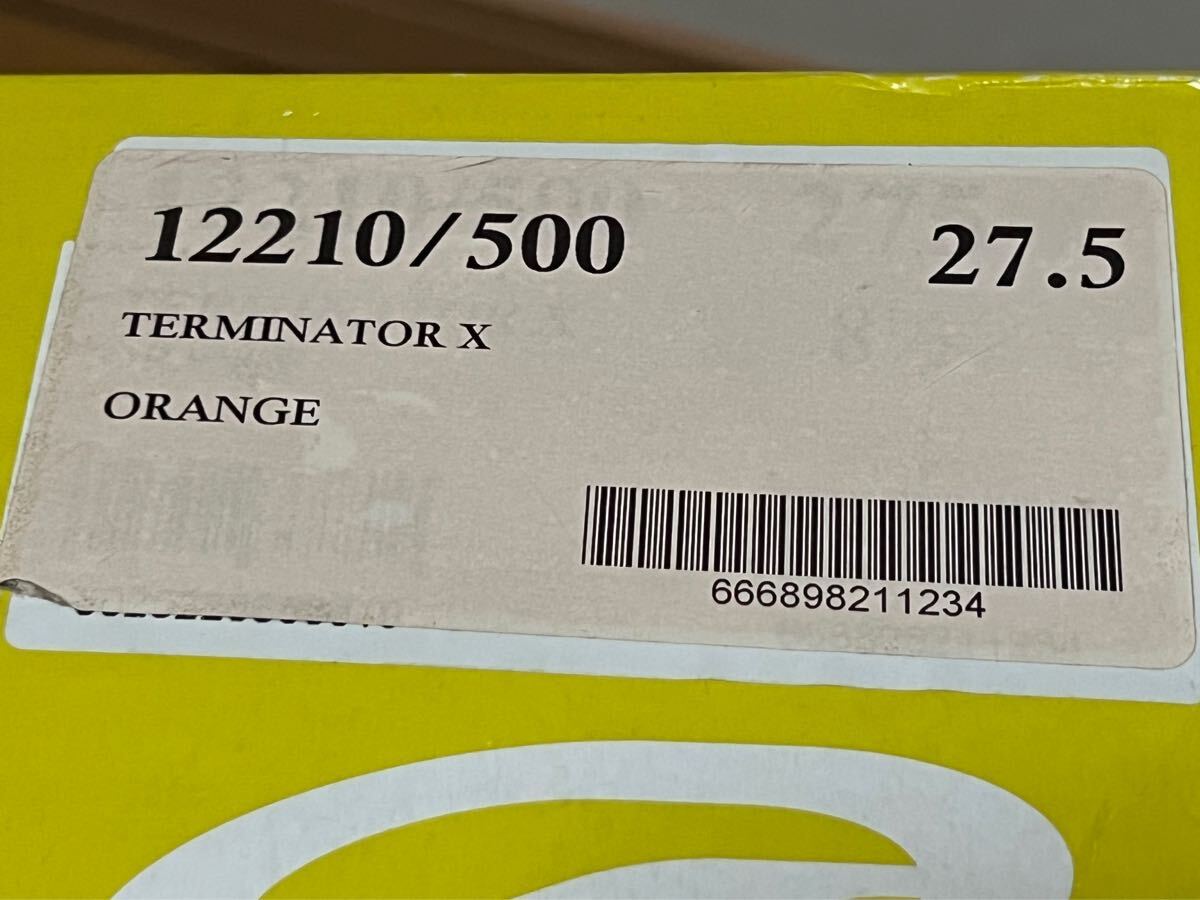 12210/500 27.5
TERMINATOR X
ORANGE
666898211234